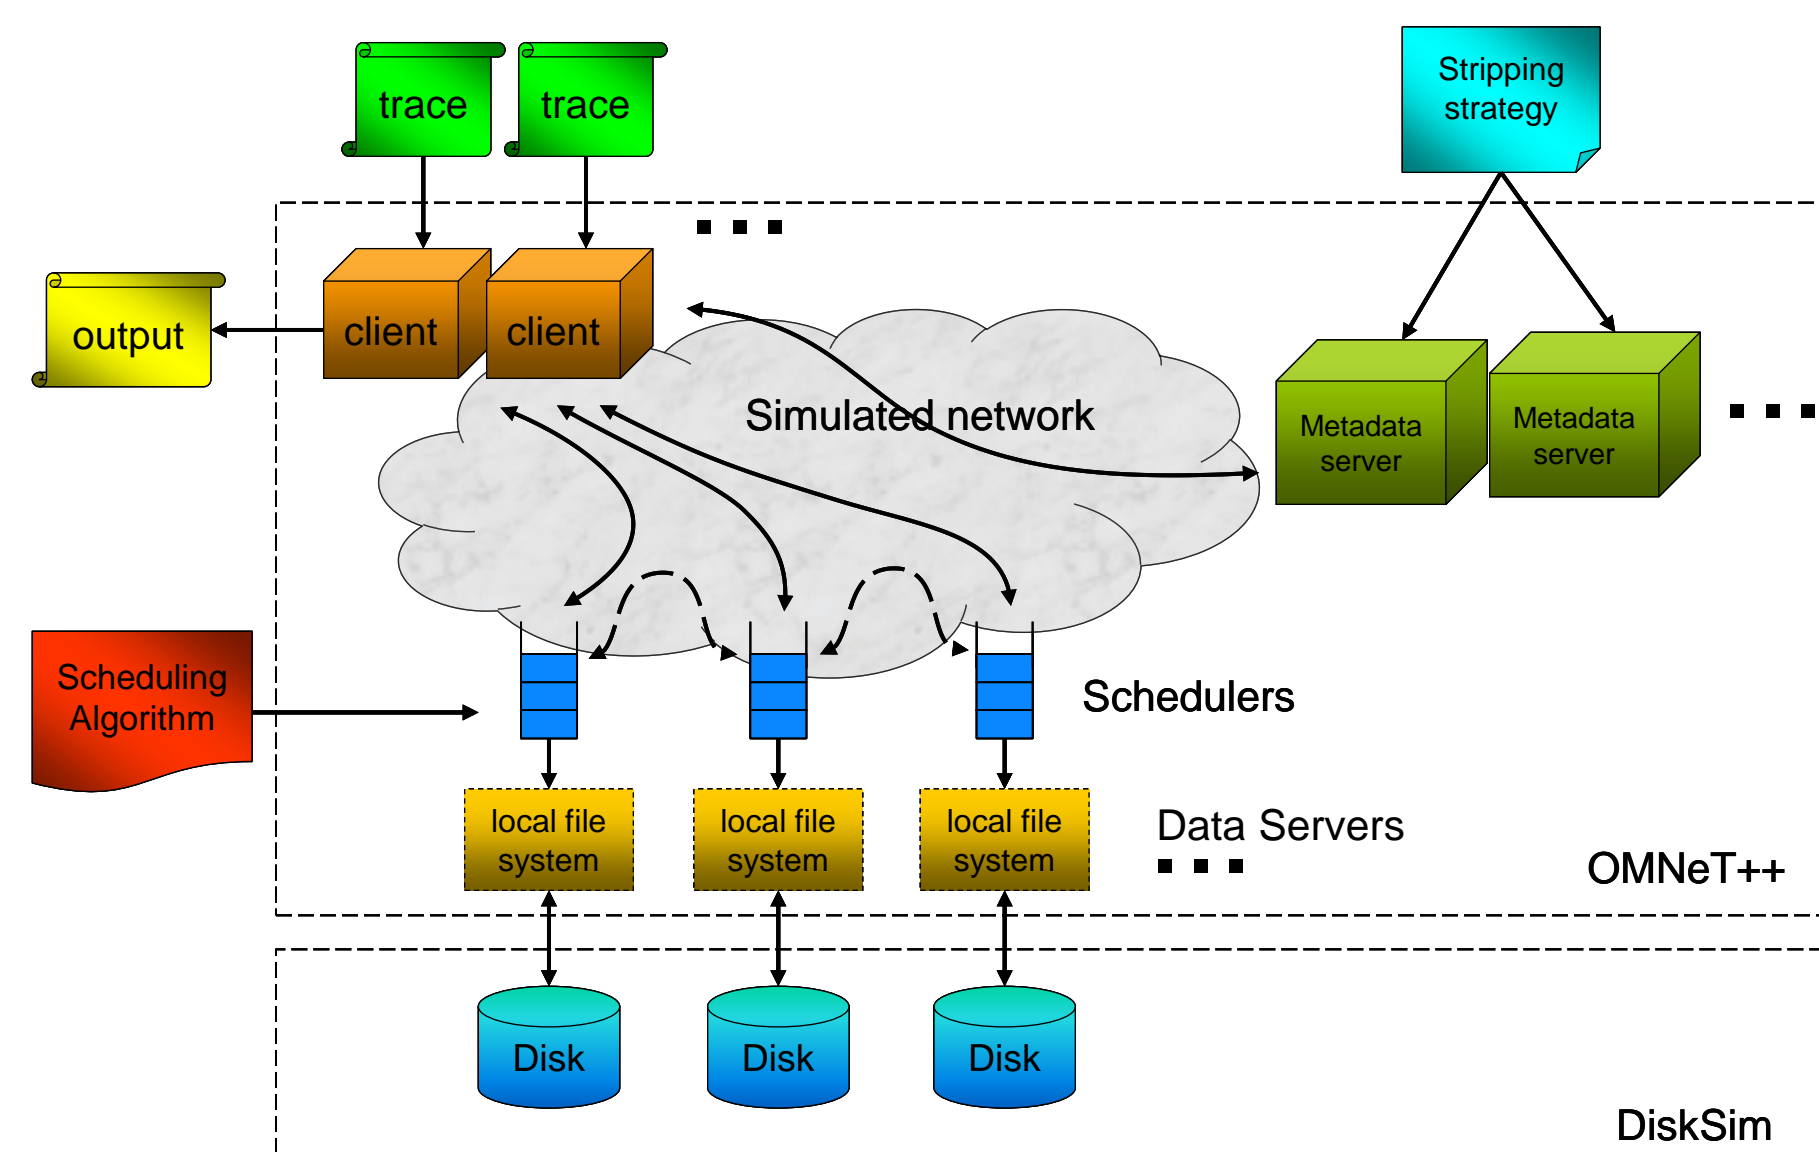 trace
trace
Stripping
strategy
output
client
client
Simulated network
Metadata
server
Metadata
server
Scheduling
Algorithm
Schedulers
local file
system
local file
system
local file
system
Data Servers
OMNeT++
Disk
Disk
Disk
DiskSim